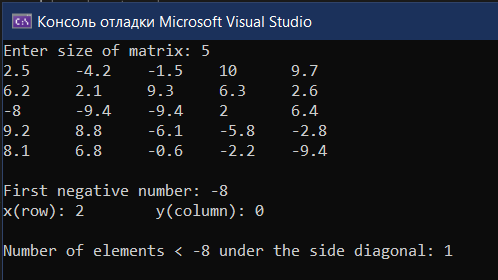 Консоль отладки Microsoft Visual Studio
Enter size of matrix: 5
2.5 -4.2 -1.5 10 9.7
6.2 2.1 9.3 6.3 2.6
-8 -9.4 -9.4 2 6.4
9.2 8.8 -6.1 -5.8 -2.8
8.1 6.8 -0.6 -2.2 -9.4
First negative number: -8
x(row): 2 y(column): 0
Number of elements < -8 under the side diagonal: 1